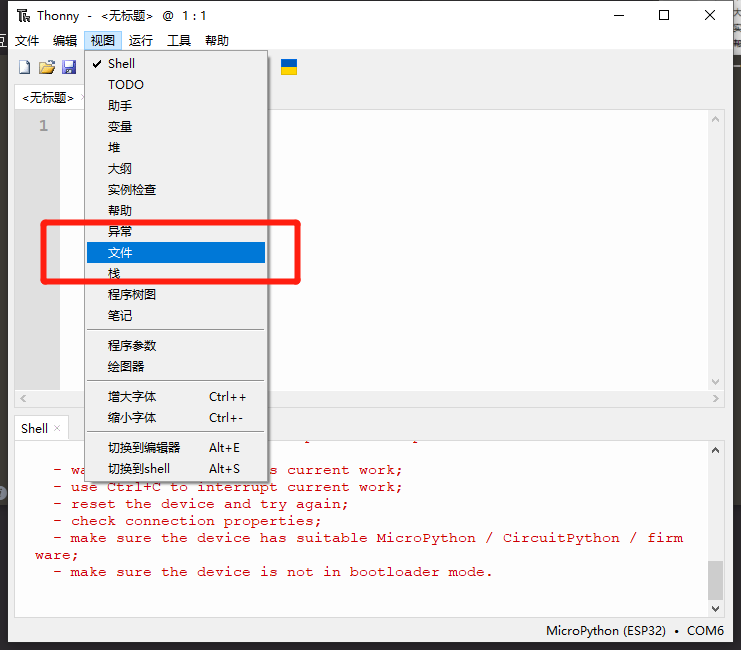 Thonny - <无标题> @ 1 : 1
文件 编辑 视图 运行 工具 帮助
<无标题>
1
✓ Shell
TODO
助手
变量
堆
大纲
实例检查
帮助
异常
文件
栈
程序树图
笔记
程序参数
绘图器
增大字体 Ctrl++
缩小字体 Ctrl+-
切换到编辑器 Alt+E
切换到shell Alt+S
Shell
- wa s current work;
- use Ctrl+C to interrupt current work;
- reset the device and try again;
- check connection properties;
- make sure the device has suitable MicroPython / CircuitPython / firm
ware;
- make sure the device is not in bootloader mode.
MicroPython (ESP32) • COM6